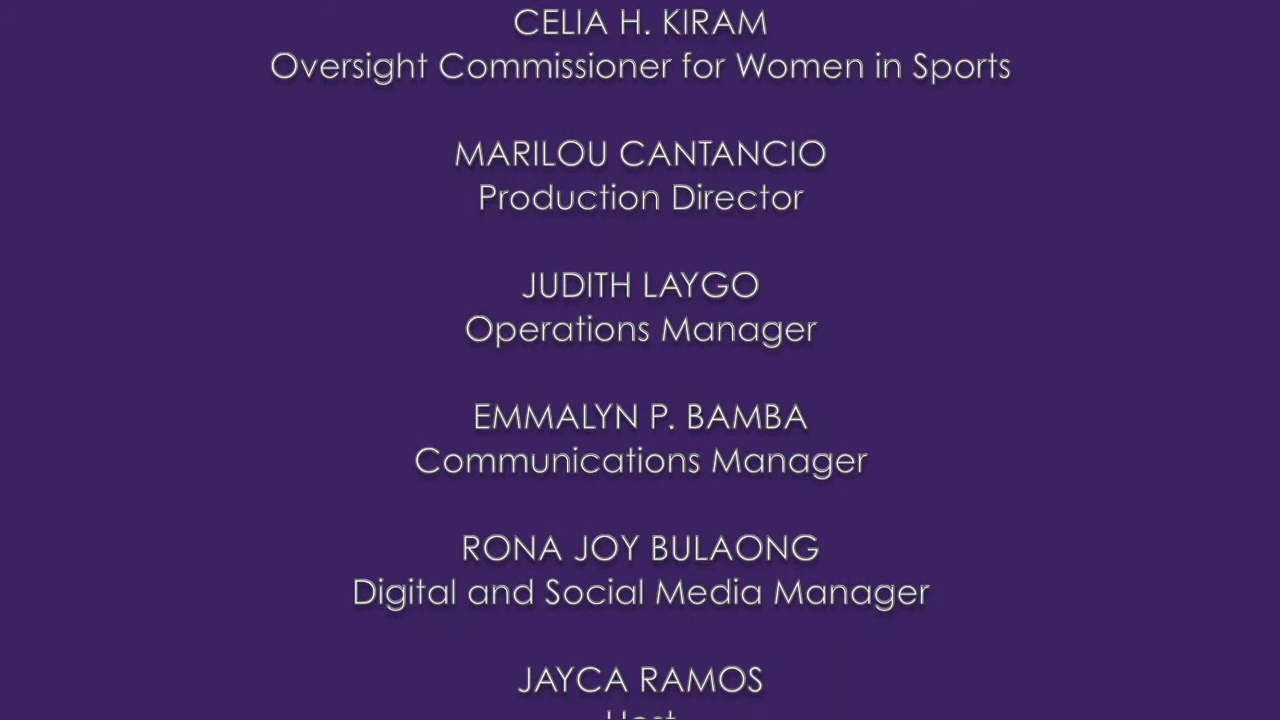 CELIA H. KIRAM
Oversight Commissioner for Women in Sports
MARILOU CANTANCIO
Production Director
JUDITH LAYGO
Operations Manager
EMMALYN P. BAMBA
Communications Manager
RONA JOY BULAONG
Digital and Social Media Manager
JAYCA RAMOS
Host